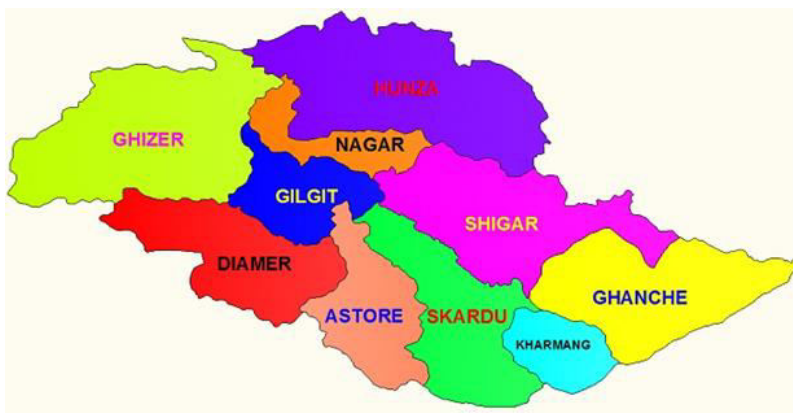 HUNZA
GHIZER
NAGAR
GILGIT
SHIGAR
DIAMER
GHANCHE
ASTORE
SKARDU
KHARMANG